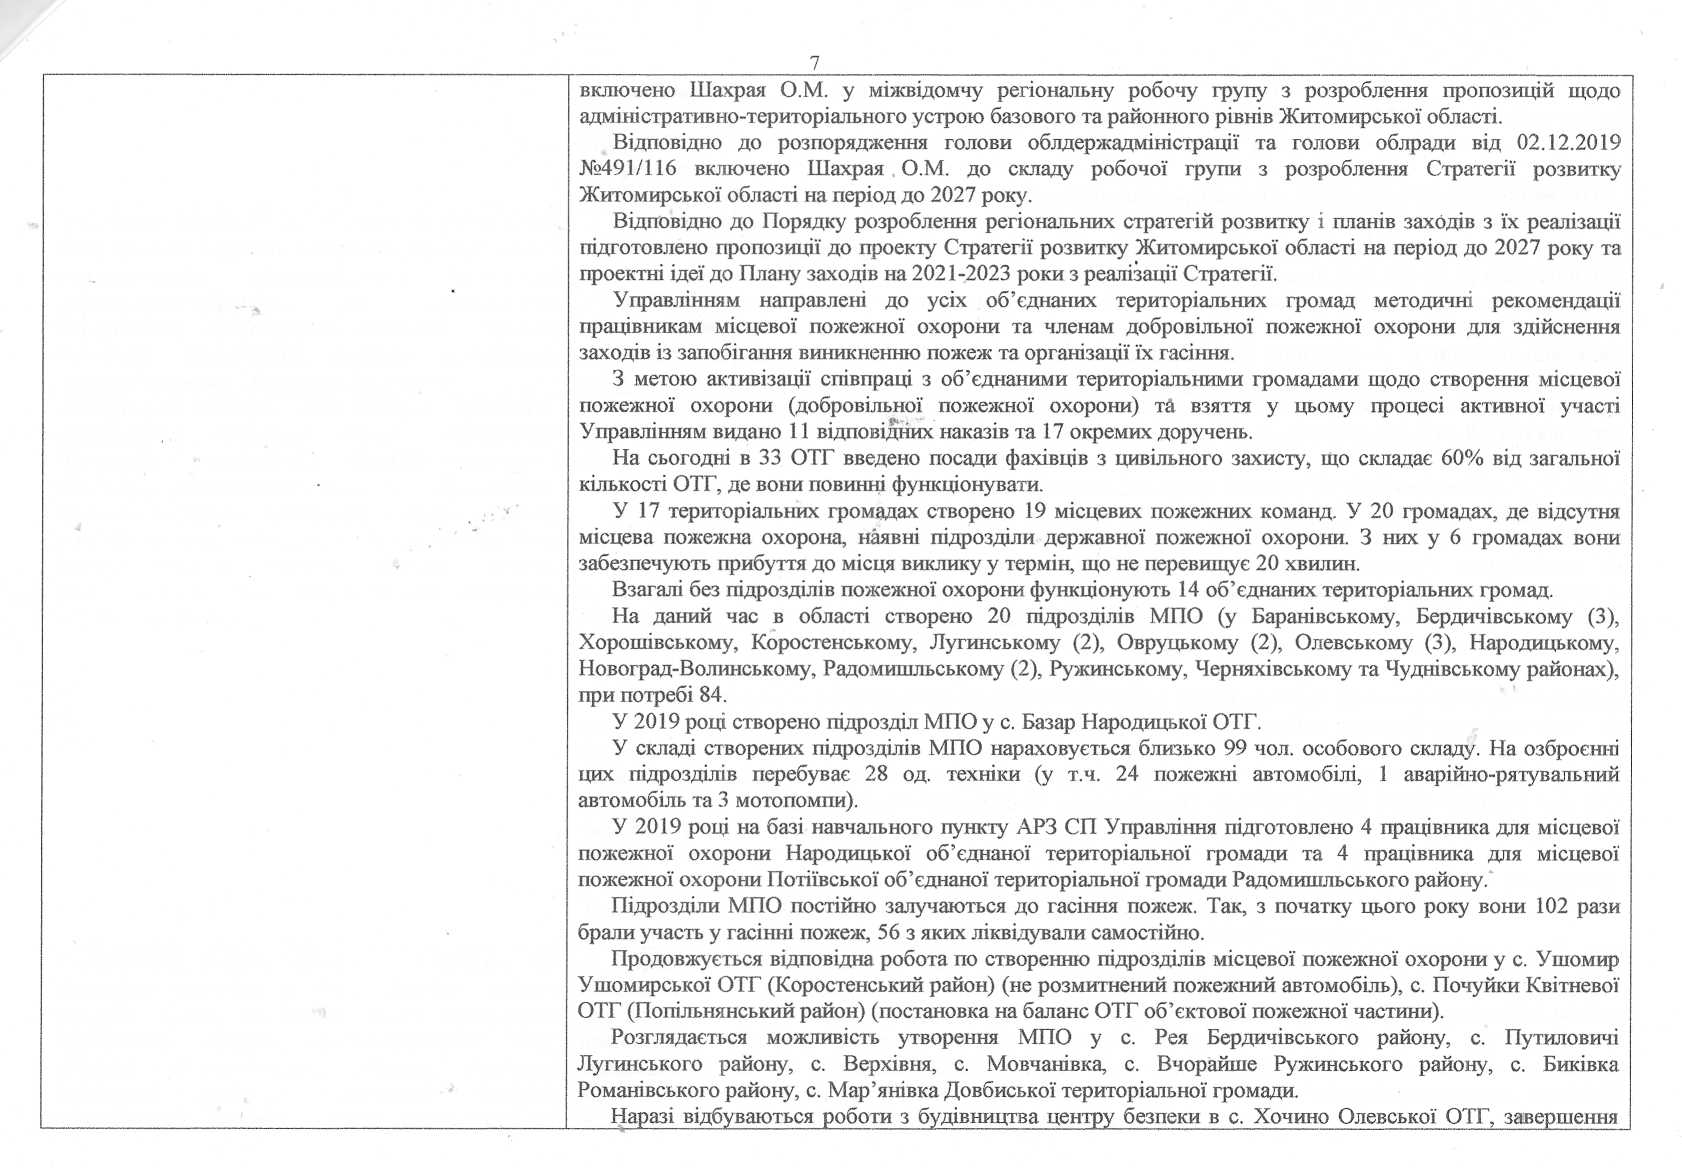 7
включено Шахрая О.М. у міжвідомчу регіональну робочу групу з розроблення пропозицій щодо
адміністративно-територіального устрою базового та районного рівнів Житомирської області.
Відповідно до розпорядження голови облдержадміністрації та голови облради від 02.12.2019
№491/116 включено Шахрая О.М. до складу робочої групи з розроблення Стратегії розвитку
Житомирської області на період до 2027 року.
Відповідно до Порядку розроблення регіональних стратегій розвитку і планів заходів з їх реалізації
підготовлено пропозиції до проекту Стратегії розвитку Житомирської області на період до 2027 року та
проектні ідеї до Плану заходів на 2021-2023 роки з реалізації Стратегії.
Управлінням направлені до усіх об’єднаних територіальних громад методичні рекомендації
працівникам місцевої пожежної охорони та членам добровільної пожежної охорони для здійснення
заходів із запобігання виникненню пожеж та організації їх гасіння.
З метою активізації співпраці з об’єднаними територіальними громадами щодо створення місцевої
пожежної охорони (добровільної пожежної охорони) та взяття у цьому процесі активної участі
Управлінням видано 11 відповідних наказів та 17 окремих доручень.
На сьогодні в 33 ОТГ введено посади фахівців з цивільного захисту, що складає 60% від загальної
кількості ОТГ, де вони повинні функціонувати.
У 17 територіальних громадах створено 19 місцевих пожежних команд. У 20 громадах, де відсутня
місцева пожежна охорона, наявні підрозділи державної пожежної охорони. З них у 6 громадах вони
забезпечують прибуття до місця виклику у термін, що не перевищує 20 хвилин.
Взагалі без підрозділів пожежної охорони функціонують 14 об’єднаних територіальних громад.
На даний час в області створено 20 підрозділів МПО (у Баранівському, Бердичівському (3),
Хорошівському, Коростенському, Лугинському (2), Овруцькому (2), Олевському (3), Народицькому,
Новоград-Волинському, Радомишльському (2), Ружинському, Черняхівському та Чуднівському районах),
при потребі 84.
У 2019 році створено підрозділ МПО у с. Базар Народицької ОТГ.
У складі створених підрозділів МПО нараховується близько 99 чол. особового складу. На озброєнні
цих підрозділів перебуває 28 од. техніки (у т.ч. 24 пожежні автомобілі, 1 аварійно-рятувальний
автомобіль та 3 мотопомпи).
У 2019 році на базі навчального пункту АРЗ СП Управління підготовлено 4 працівника для місцевої
пожежної охорони Народицької об’єднаної територіальної громади та 4 працівника для місцевої
пожежної охорони Потіївської об’єднаної територіальної громади Радомишльського району.
Підрозділи МПО постійно залучаються до гасіння пожеж. Так, з початку цього року вони 102 рази
брали участь у гасінні пожеж, 56 з яких ліквідували самостійно.
Продовжується відповідна робота по створенню підрозділів місцевої пожежної охорони у с. Ушомир
Ушомирської ОТГ (Коростенський район) (не розмитнений пожежний автомобіль), с. Почуйки Квітневої
ОТГ (Попільнянський район) (постановка на баланс ОТГ об’єктової пожежної частини).
Розглядається можливість утворення МПО у с. Рея Бердичівського району, с. Путиловичі
Лугинського району, с. Верхівня, с. Мовчанівка, с. Вчорайше Ружинського району, с. Биківка
Романівського району, с. Мар’янівка Довбиської територіальної громади.
Наразі відбуваються роботи з будівництва центру безпеки в с. Хочино Олевської ОТГ, завершення